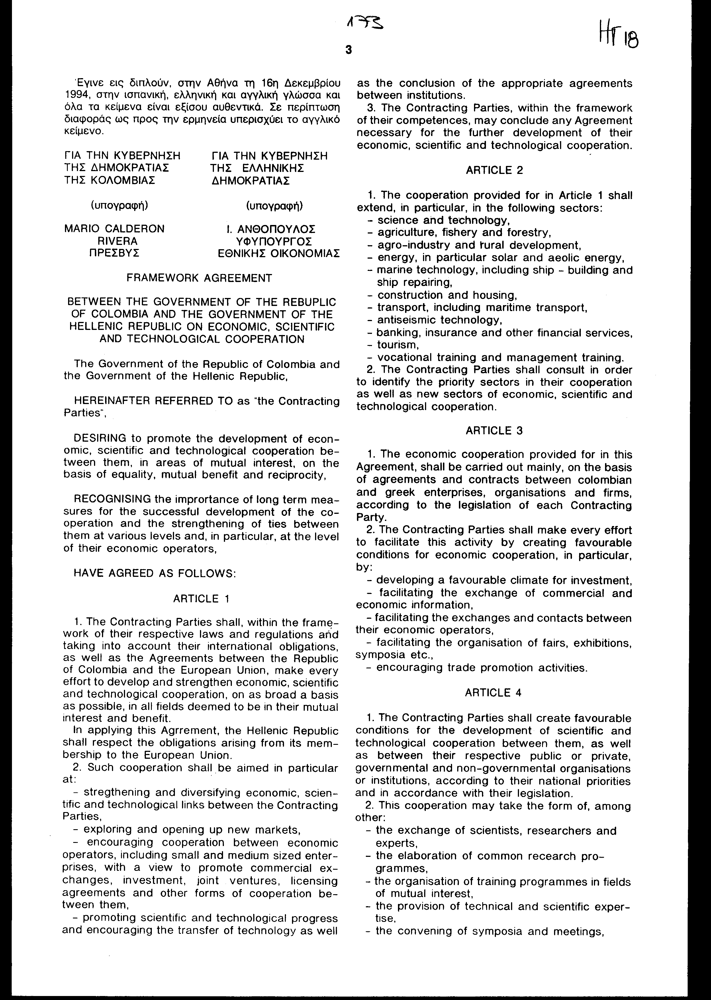 173
HT 18
3
Έγινε εις διπλούν, στην Αθήνα τη 16η Δεκεμβρίου
1994, στην ισπανική, ελληνική και αγγλική γλώσσα και
όλα τα κείμενα είναι εξίσου αυθεντικά. Σε περίπτωση
διαφοράς ως προς την ερμηνεία υπερισχύει το αγγλικό
κείμενο.
ΓΙΑ ΤΗΝ ΚΥΒΕΡΝΗΣΗ ΓΙΑ ΤΗΝ ΚΥΒΕΡΝΗΣΗ
ΤΗΣ ΔΗΜΟΚΡΑΤΙΑΣ ΤΗΣ ΕΛΛΗΝΙΚΗΣ
ΤΗΣ ΚΟΛΟΜΒΙΑΣ ΔΗΜΟΚΡΑΤΙΑΣ
(υπογραφή) (υπογραφή)
MARIO CALDERON Ι. ΑΝΘΟΠΟΥΛΟΣ
RIVERA ΥΦΥΠΟΥΡΓΟΣ
ΠΡΕΣΒΥΣ ΕΘΝΙΚΗΣ ΟΙΚΟΝΟΜΙΑΣ
FRAMEWORK AGREEMENT
BETWEEN THE GOVERNMENT OF THE REBUPLIC
OF COLOMBIA AND THE GOVERNMENT OF THE
HELLENIC REPUBLIC ON ECONOMIC, SCIENTIFIC
AND TECHNOLOGICAL COOPERATION
The Government of the Republic of Colombia and
the Government of the Hellenic Republic,
HEREINAFTER REFERRED TO as "the Contracting
Parties",
DESIRING to promote the development of econ-
omic, scientific and technological cooperation be-
tween them, in areas of mutual interest, on the
basis of equality, mutual benefit and reciprocity,
RECOGNISING the imprortance of long term mea-
sures for the successful development of the co-
operation and the strengthening of ties between
them at various levels and, in particular, at the level
of their economic operators,
HAVE AGREED AS FOLLOWS:
ARTICLE 1
1. The Contracting Parties shall, within the frame-
work of their respective laws and regulations and
taking into account their international obligations,
as well as the Agreements between the Republic
of Colombia and the European Union, make every
effort to develop and strengthen economic, scientific
and technological cooperation, on as broad a basis
as possible, in all fields deemed to be in their mutual
interest and benefit.
In applying this Agrrement, the Hellenic Republic
shall respect the obligations arising from its mem-
bership to the European Union.
2. Such cooperation shall be aimed in particular
at:
- stregthening and diversifying economic, scien-
tific and technological links between the Contracting
Parties,
- exploring and opening up new markets,
- encouraging cooperation between economic
operators, including small and medium sized enter-
prises, with a view to promote commercial ex-
changes, investment, joint ventures, licensing
agreements and other forms of cooperation be-
tween them,
- promoting scientific and technological progress
and encouraging the transfer of technology as well
as the conclusion of the appropriate agreements
between institutions.
3. The Contracting Parties, within the framework
of their competences, may conclude any Agreement
necessary for the further development of their
economic, scientific and technological cooperation.
ARTICLE 2
1. The cooperation provided for in Article 1 shall
extend, in particular, in the following sectors:
- science and technology,
- agriculture, fishery and forestry,
- agro-industry and rural development,
- energy, in particular solar and aeolic energy,
- marine technology, including ship - building and
ship repairing,
- construction and housing,
- transport, including maritime transport,
- antiseismic technology,
- banking, insurance and other financial services,
- tourism,
- vocational training and management training.
2. The Contracting Parties shall consult in order
to identify the priority sectors in their cooperation
as well as new sectors of economic, scientific and
technological cooperation.
ARTICLE 3
1. The economic cooperation provided for in this
Agreement, shall be carried out mainly, on the basis
of agreements and contracts between colombian
and greek enterprises, organisations and firms,
according to the legislation of each Contracting
Party.
2. The Contracting Parties shall make every effort
to facilitate this activity by creating favourable
conditions for economic cooperation, in particular,
by:
- developing a favourable climate for investment,
- facilitating the exchange of commercial and
economic information,
- facilitating the exchanges and contacts between
their economic operators,
- facilitating the organisation of fairs, exhibitions,
symposia etc.,
- encouraging trade promotion activities.
ARTICLE 4
1. The Contracting Parties shall create favourable
conditions for the development of scientific and
technological cooperation between them, as well
as between their respective public or private,
governmental and non-governmental organisations
or institutions, according to their national priorities
and in accordance with their legislation.
2. This cooperation may take the form of, among
other:
- the exchange of scientists, researchers and
experts,
- the elaboration of common recearch pro-
grammes,
- the organisation of training programmes in fields
of mutual interest,
- the provision of technical and scientific exper-
tise,
- the convening of symposia and meetings,